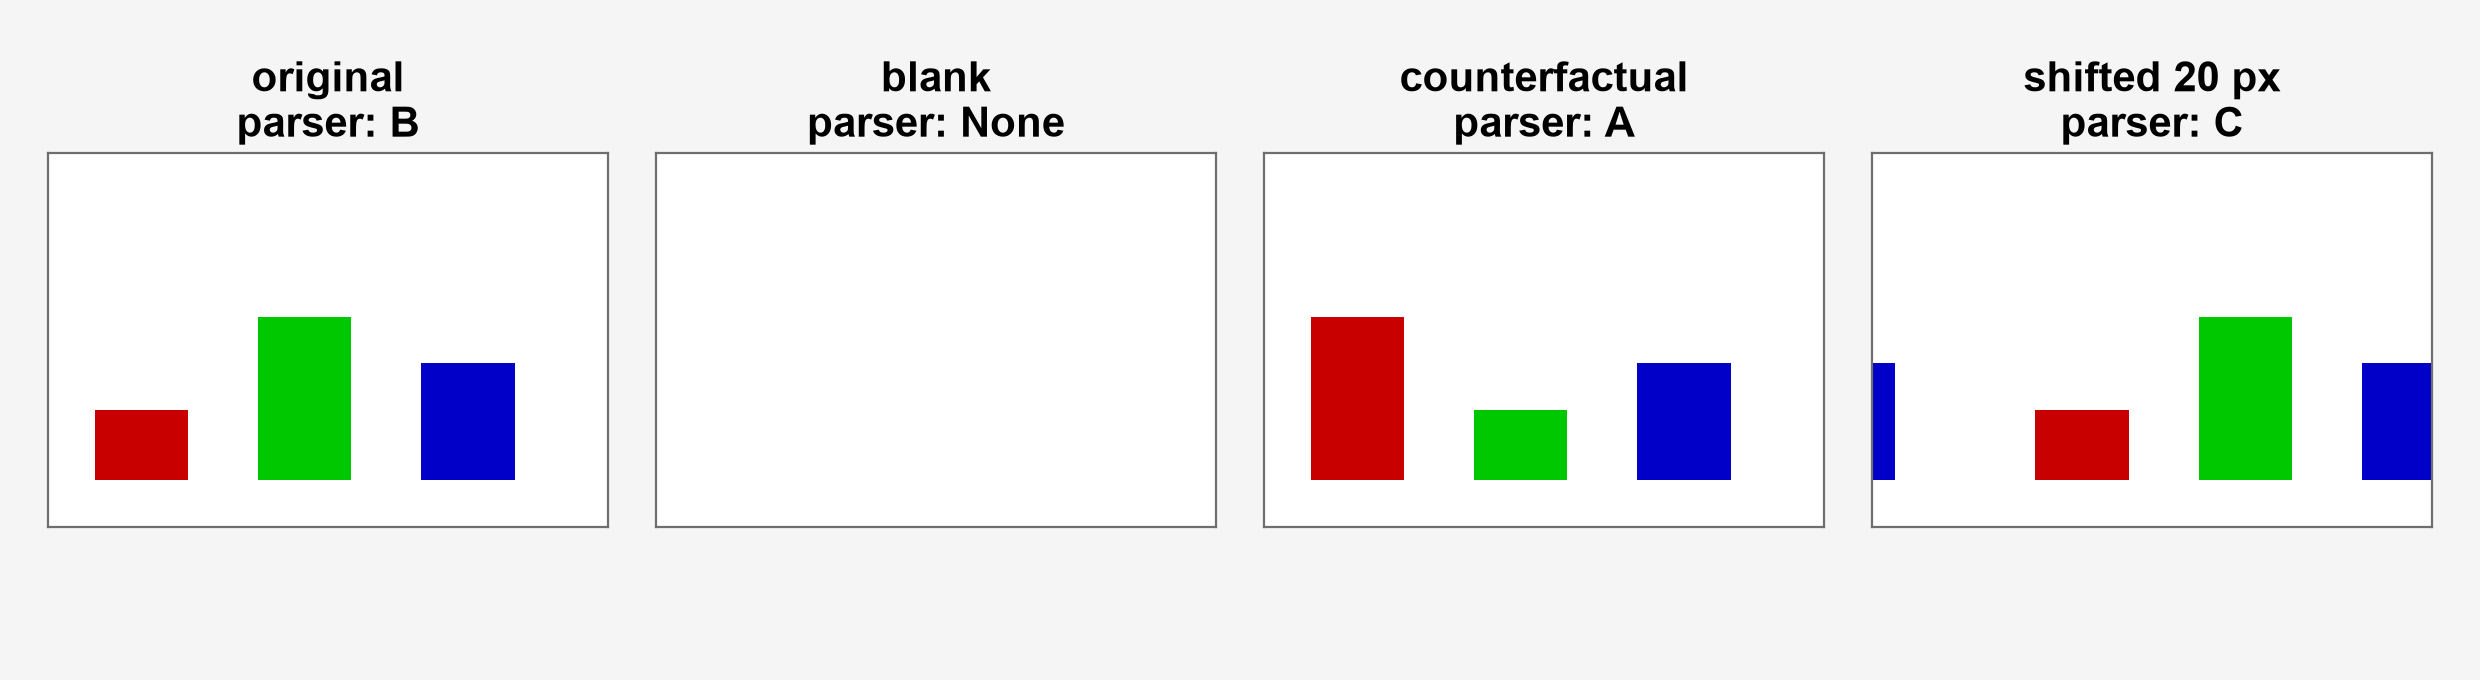 original
parser: B
blank
parser: None
counterfactual
parser: A
shifted 20 px
parser: C